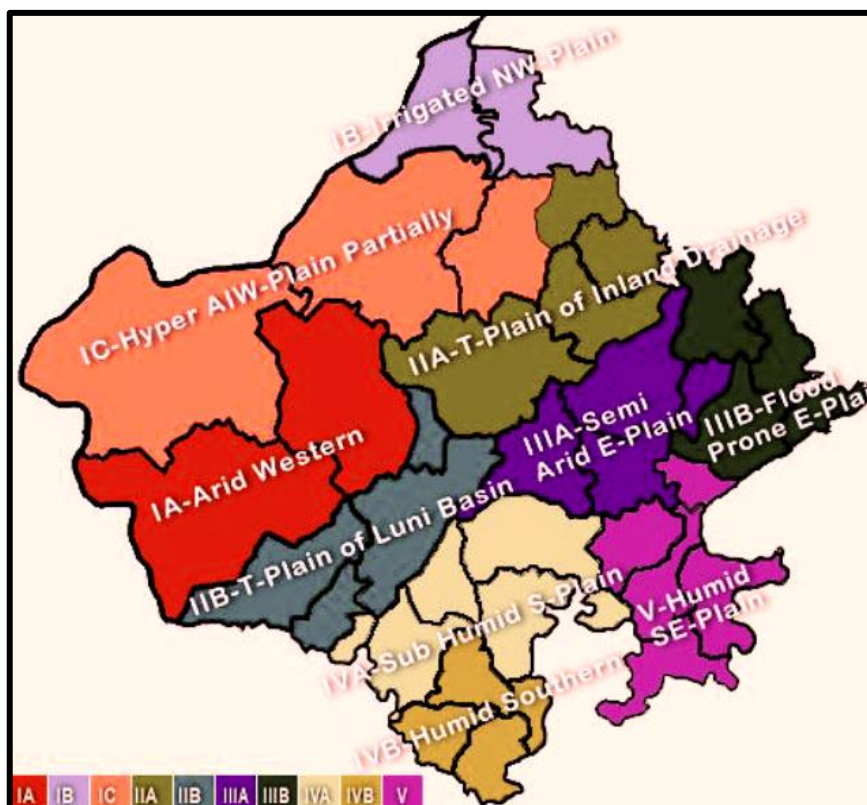 IB-Irrigated NW-Plain
IC-Hyper AIW-Plain Partially
IIA-T-Plain of Inland Drainage
IIIB-Flood
Prone E-Plain
IIIA-Semi
Arid E-Plain
IA-Arid Western
IIB-T-Plain of Luni Basin
V-Humid
SE-Plain
IVA-Sub Humid S-Plain
IVB-Humid Southern
IA IB IC IIA IIB IIIA IIIB IVA IVB V